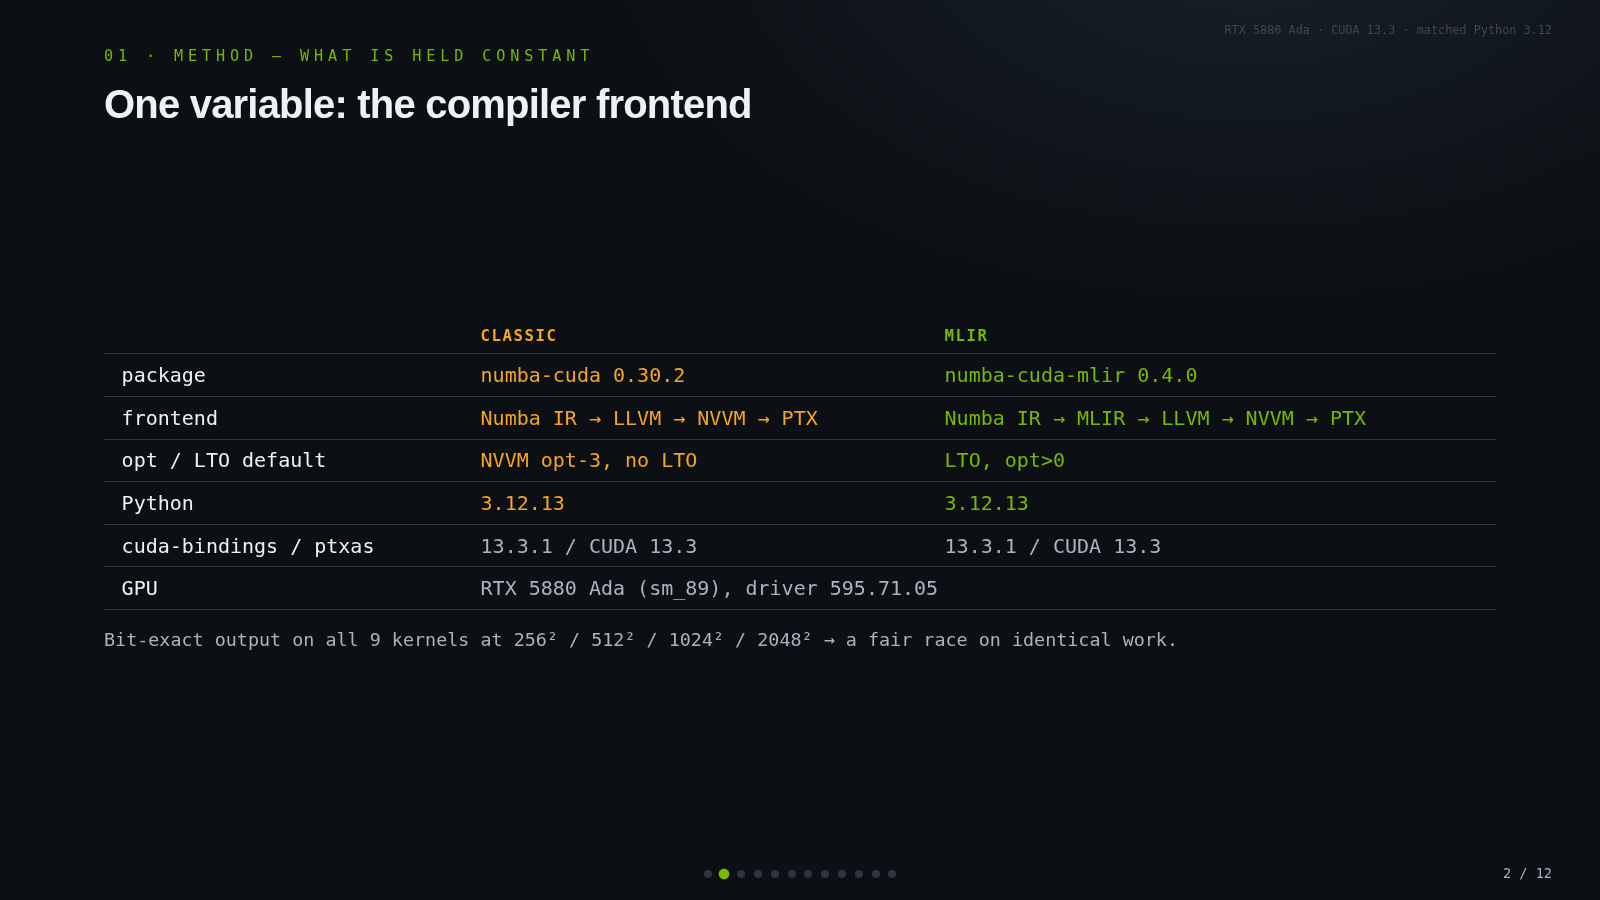 RTX 5880 Ada · CUDA 13.3 · matched Python 3.12
01 · METHOD — WHAT IS HELD CONSTANT
One variable: the compiler frontend
CLASSIC MLIR
package numba-cuda 0.30.2 numba-cuda-mlir 0.4.0
frontend Numba IR → LLVM → NVVM → PTX Numba IR → MLIR → LLVM → NVVM → PTX
opt / LTO default NVVM opt-3, no LTO LTO, opt>0
Python 3.12.13 3.12.13
cuda-bindings / ptxas 13.3.1 / CUDA 13.3 13.3.1 / CUDA 13.3
GPU RTX 5880 Ada (sm_89), driver 595.71.05
Bit-exact output on all 9 kernels at 256² / 512² / 1024² / 2048² → a fair race on identical work.
2 / 12